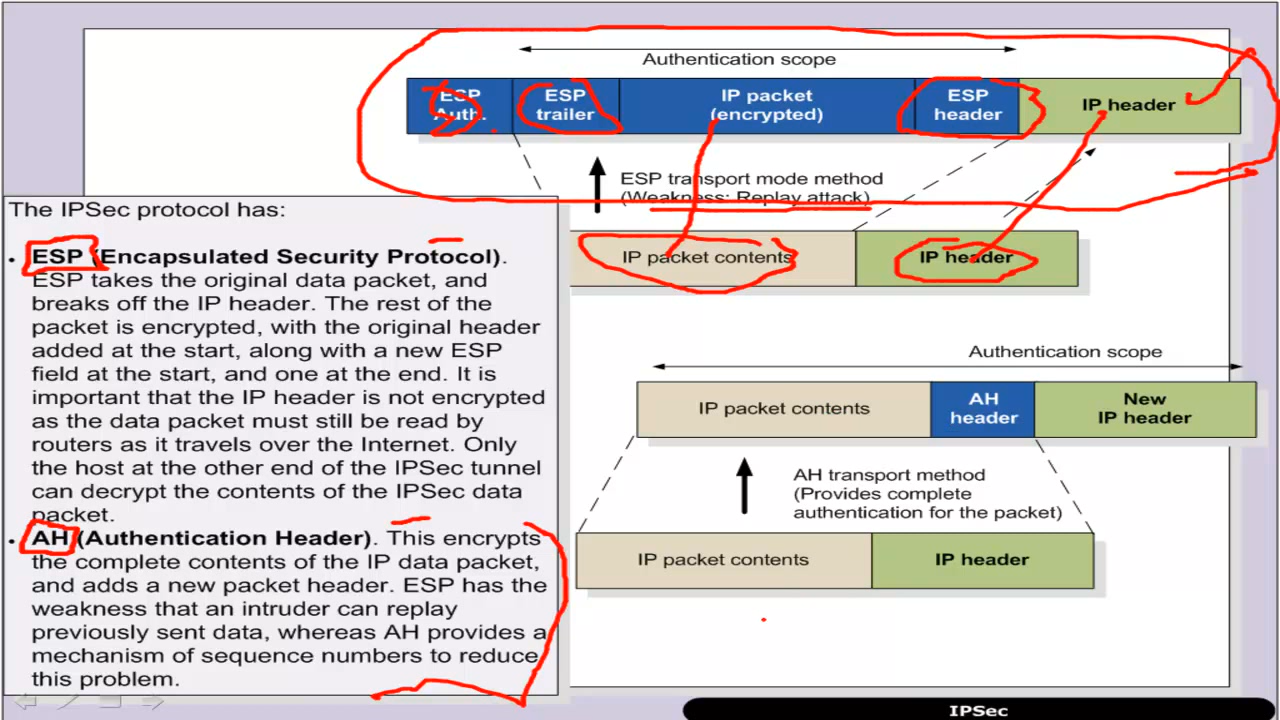 Authentication scope
ESP
Auth.
ESP
trailer
IP packet
(encrypted)
ESP
header
IP header
ESP transport mode method
(Weakness: Replay attack)
IP packet contents
IP header
The IPSec protocol has:
• ESP (Encapsulated Security Protocol).
ESP takes the original data packet, and
breaks off the IP header. The rest of the
packet is encrypted, with the original header
added at the start, along with a new ESP
field at the start, and one at the end. It is
important that the IP header is not encrypted
as the data packet must still be read by
routers as it travels over the Internet. Only
the host at the other end of the IPSec tunnel
can decrypt the contents of the IPSec data
packet.
• AH (Authentication Header). This encrypts
the complete contents of the IP data packet,
and adds a new packet header. ESP has the
weakness that an intruder can replay
previously sent data, whereas AH provides a
mechanism of sequence numbers to reduce
this problem.
Authentication scope
IP packet contents
AH
header
New
IP header
AH transport method
(Provides complete
authentication for the packet)
IP packet contents
IP header
IPSec